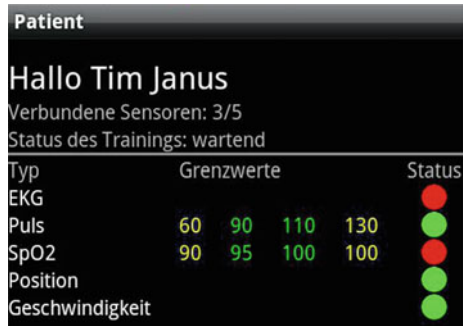 Patient
Hallo Tim Janus
Verbundene Sensoren: 3/5
Status des Trainings: wartend
Typ Grenzwerte Status
EKG
Puls 60 90 110 130
SpO2 90 95 100 100
Position
Geschwindigkeit